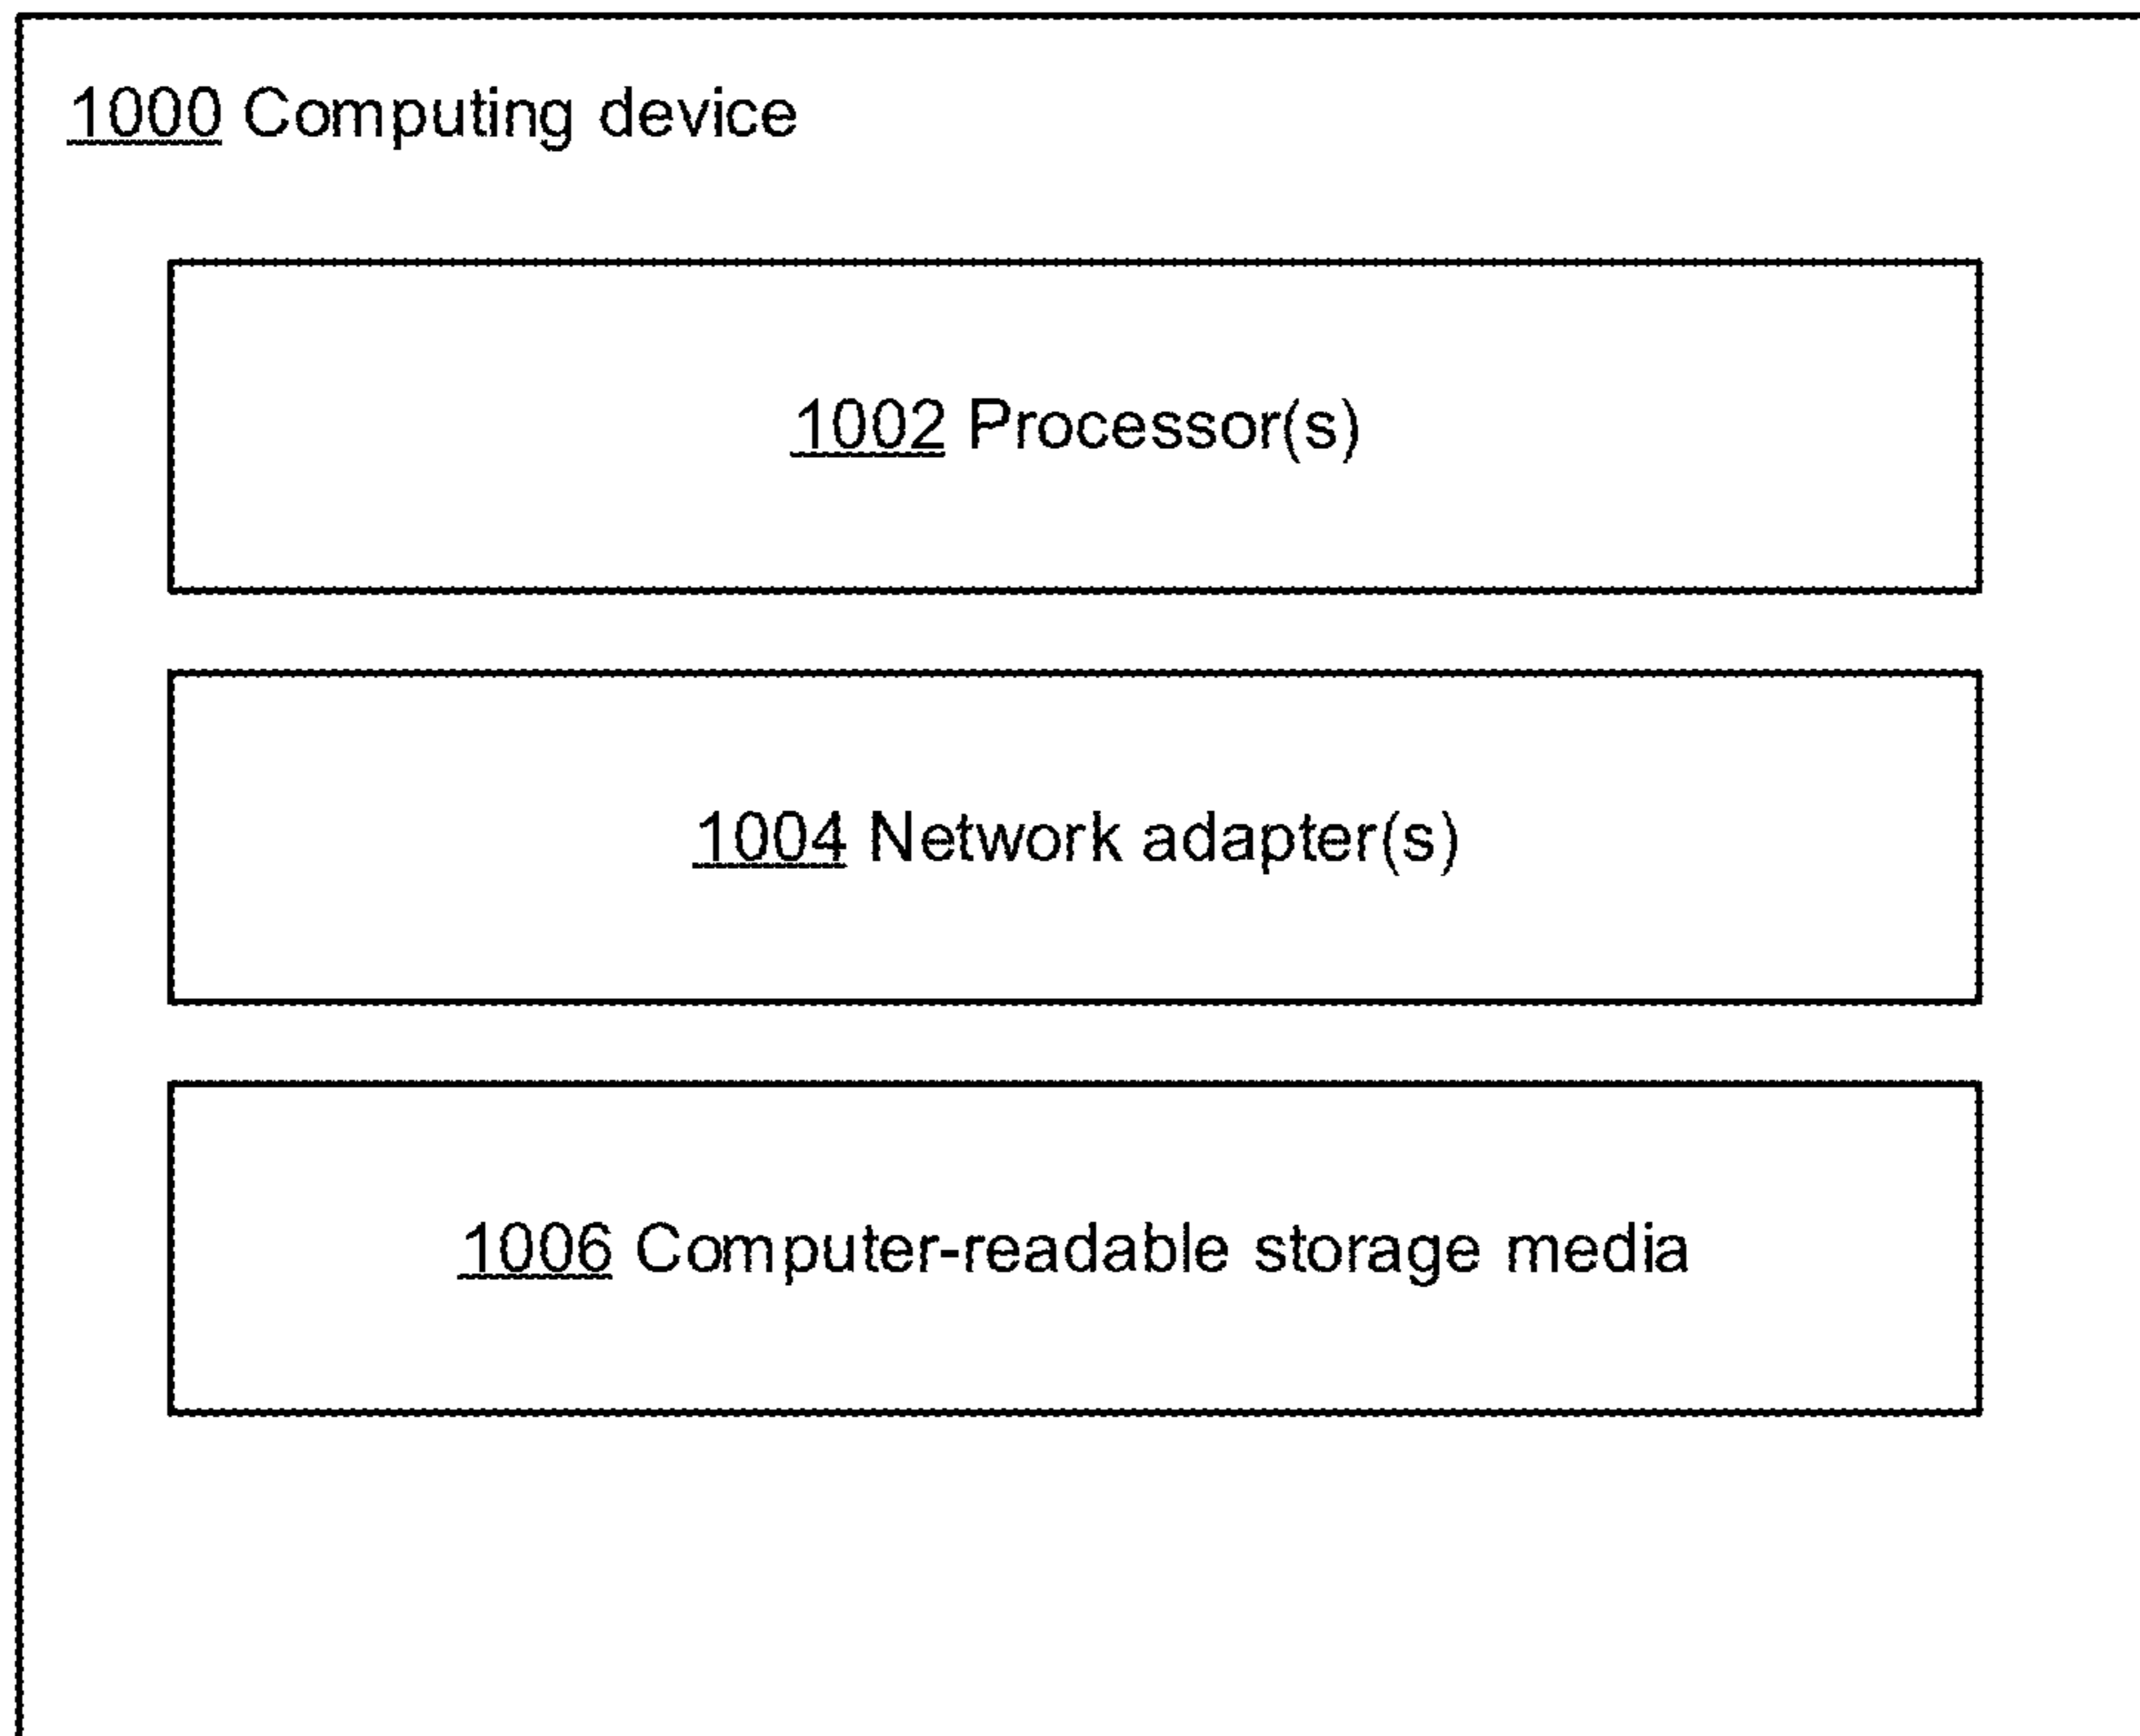 1000 Computing device
1002 Processor(s)
1004 Network adapter(s)
1006 Computer-readable storage media